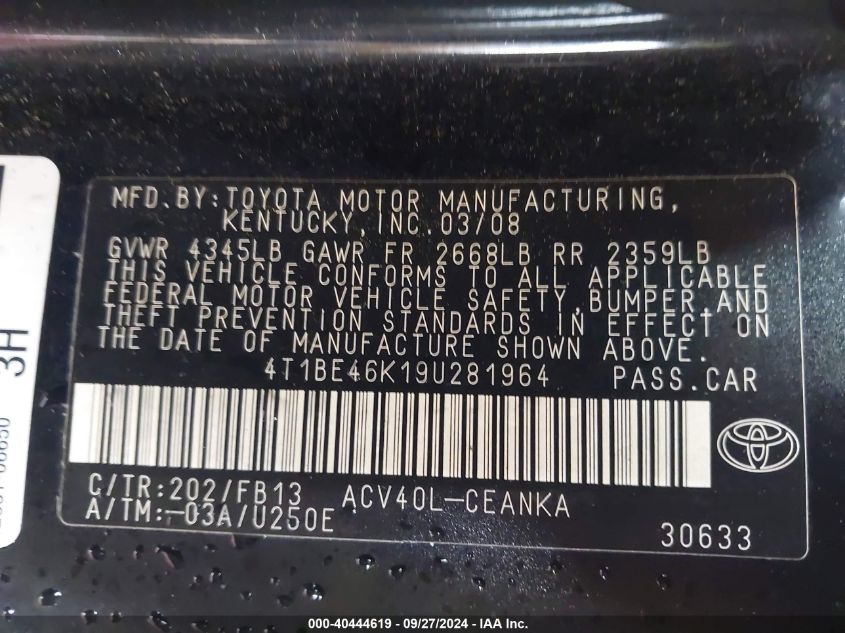 MFD.BY:TOYOTA MOTOR MANUFACTURING,
KENTUCKY,INC.03/08
GVWR 4345LB GAWR FR 2668LB RR 2359LB
THIS VEHICLE CONFORMS TO ALL APPLICABLE
FEDERAL MOTOR VEHICLE SAFETY,BUMPER,AND
THEFT PREVENTION STANDARDS IN EFFECT ON
THE DATE OF MANUFACTURE SHOWN ABOVE.
4T1BE46K19U281964 PASS.CAR
C/TR:202/FB13 ACV40L-CEANKA
A/TM:-03A/U250E
30633
3H
000-40444619 / 09/27/2024 - IAAI.com